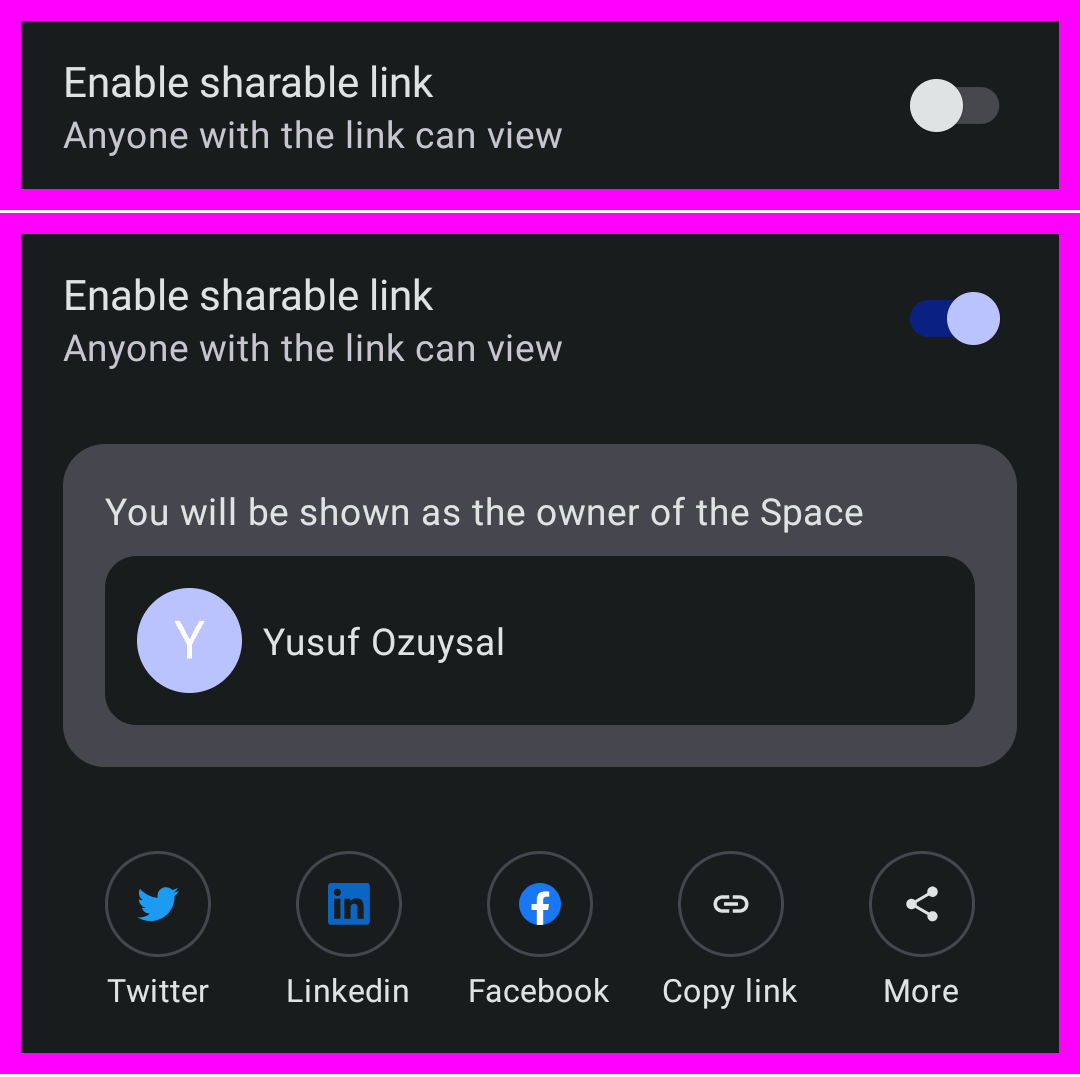 Enable sharable link
Anyone with the link can view
Enable sharable link
Anyone with the link can view
You will be shown as the owner of the Space
Y
Yusuf Ozuysal
in
f
Twitter
Linkedin
Facebook
Copy link
More